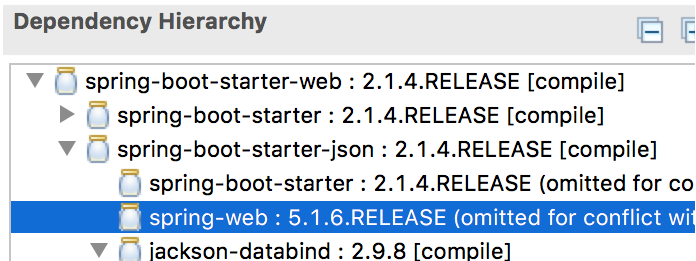 Dependency Hierarchy
spring-boot-starter-web : 2.1.4.RELEASE [compile]
spring-boot-starter : 2.1.4.RELEASE [compile]
spring-boot-starter-json : 2.1.4.RELEASE [compile]
spring-boot-starter : 2.1.4.RELEASE (omitted for co
spring-web : 5.1.6.RELEASE (omitted for conflict wit
jackson-databind : 2.9.8 [compile]